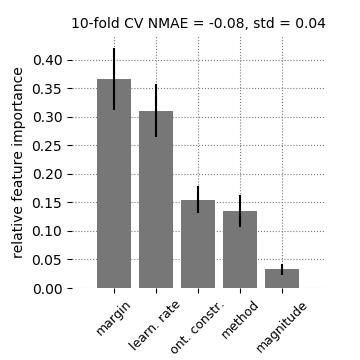 10-fold CV NMAE = -0.08, std = 0.04
relative feature importance
0.40
0.35
0.30
0.25
0.20
0.15
0.10
0.05
0.00
margin
learn. rate
ont. constr.
method
magnitude